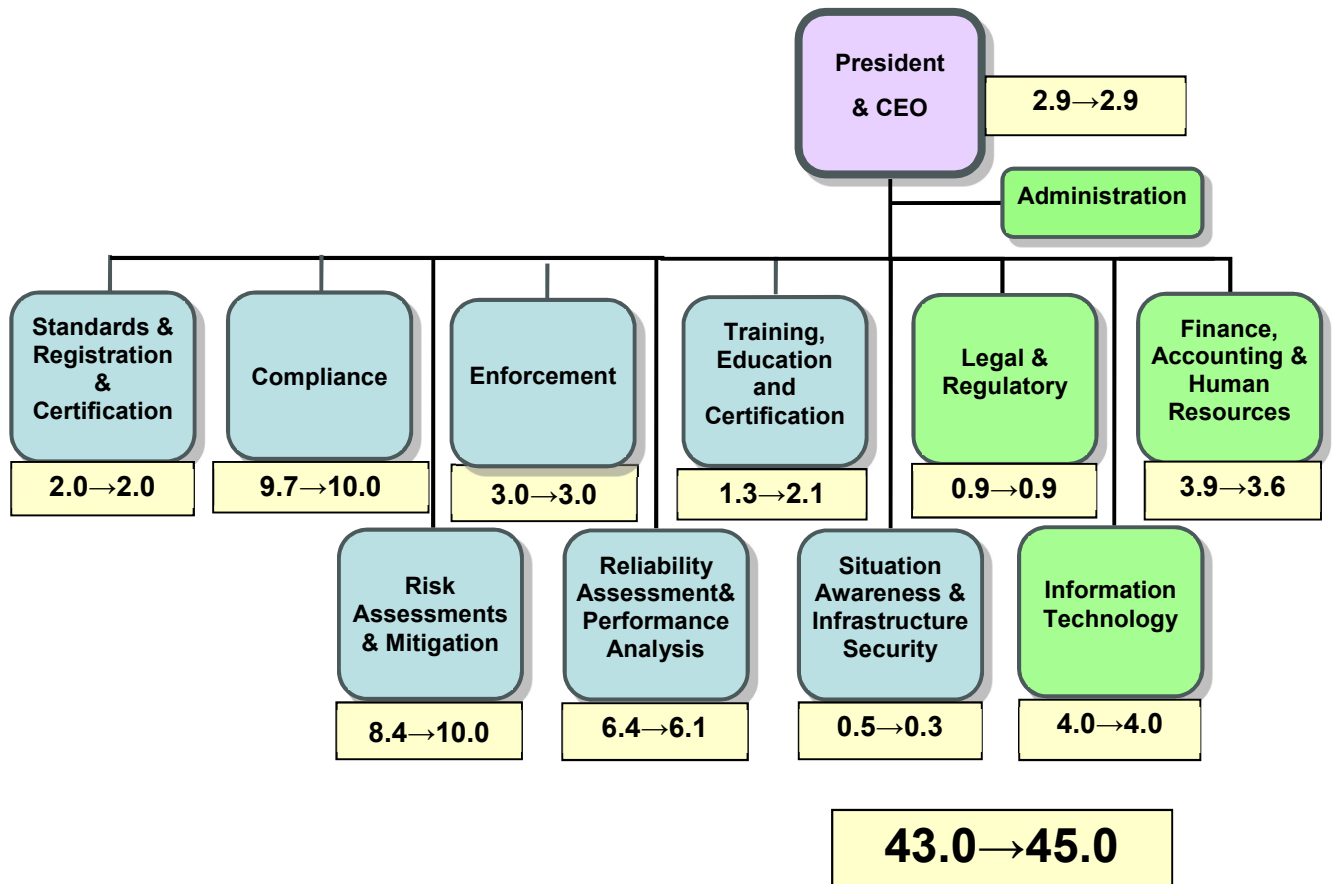 President
& CEO
2.9→2.9
Administration
Standards &
Registration
&
Certification
2.0→2.0
Compliance
9.7→10.0
Enforcement
3.0→3.0
Training,
Education
and
Certification
1.3→2.1
Legal &
Regulatory
0.9→0.9
Finance,
Accounting &
Human
Resources
3.9→3.6
Risk
Assessments
& Mitigation
8.4→10.0
Reliability
Assessment&
Performance
Analysis
6.4→6.1
Situation
Awareness &
Infrastructure
Security
0.5→0.3
Information
Technology
4.0→4.0
43.0→45.0